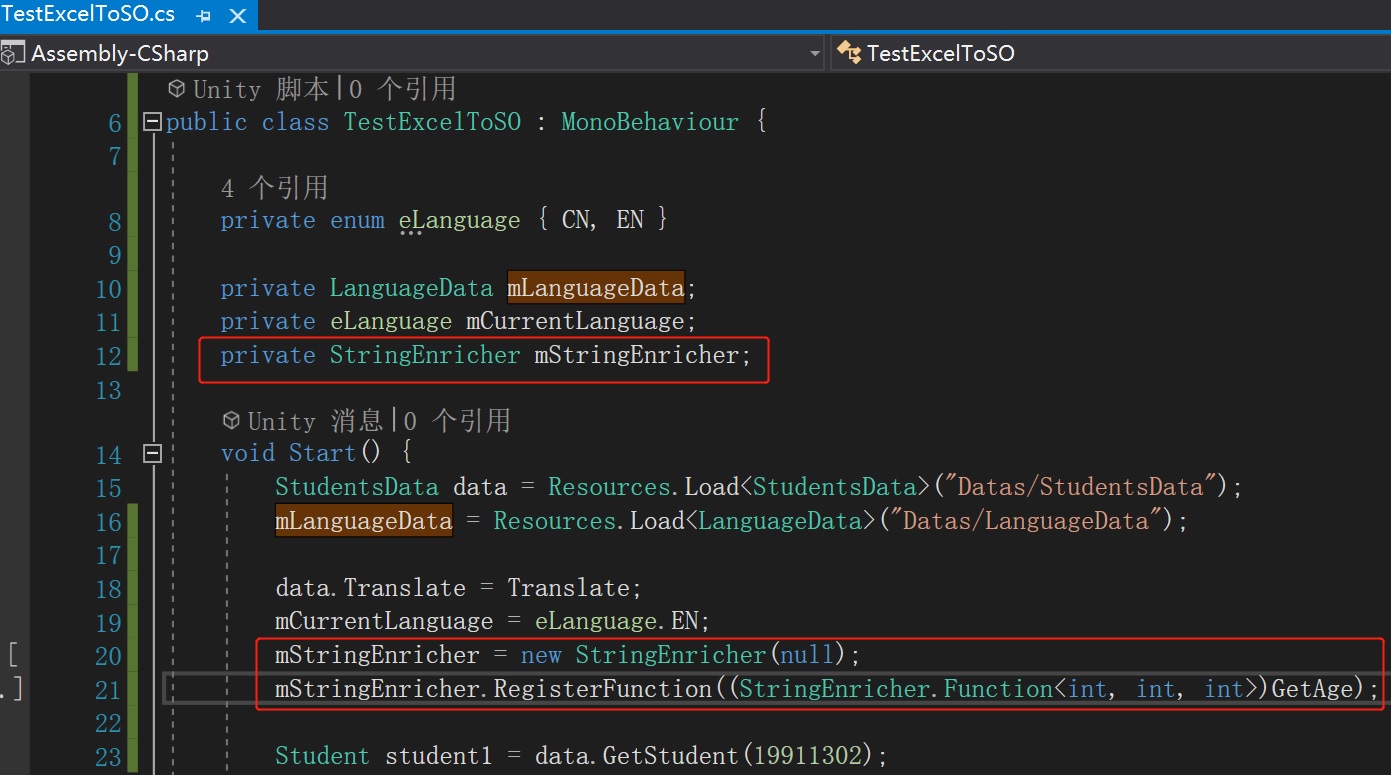 TestExcelToSO.cs
Assembly-CSharp TestExcelToSO
Unity 脚本|0 个引用
6 public class TestExcelToSO : MonoBehaviour {
7
4 个引用
8 private enum eLanguage { CN, EN }
9
10 private LanguageData mLanguageData;
11 private eLanguage mCurrentLanguage;
12 private StringEnricher mStringEnricher;
13
Unity 消息|0 个引用
14 void Start() {
15 StudentsData data = Resources.Load<StudentsData>("Datas/StudentsData");
16 mLanguageData = Resources.Load<LanguageData>("Datas/LanguageData");
17
18 data.Translate = Translate;
19 mCurrentLanguage = eLanguage.EN;
[ 20 mStringEnricher = new StringEnricher(null);
.] 21 mStringEnricher.RegisterFunction((StringEnricher.Function<int, int, int>)GetAge);
22
23 Student student1 = data.GetStudent(19911302);